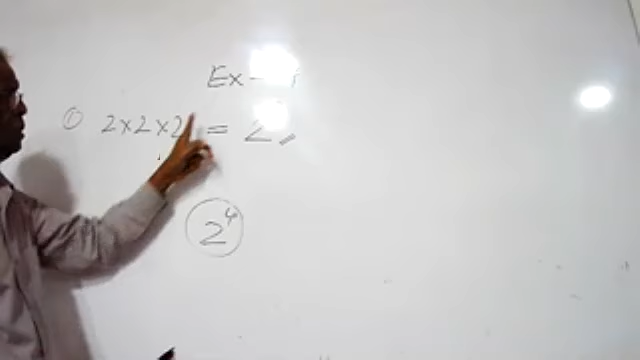 Ex-
① 2×2×2 = 2
2⁴